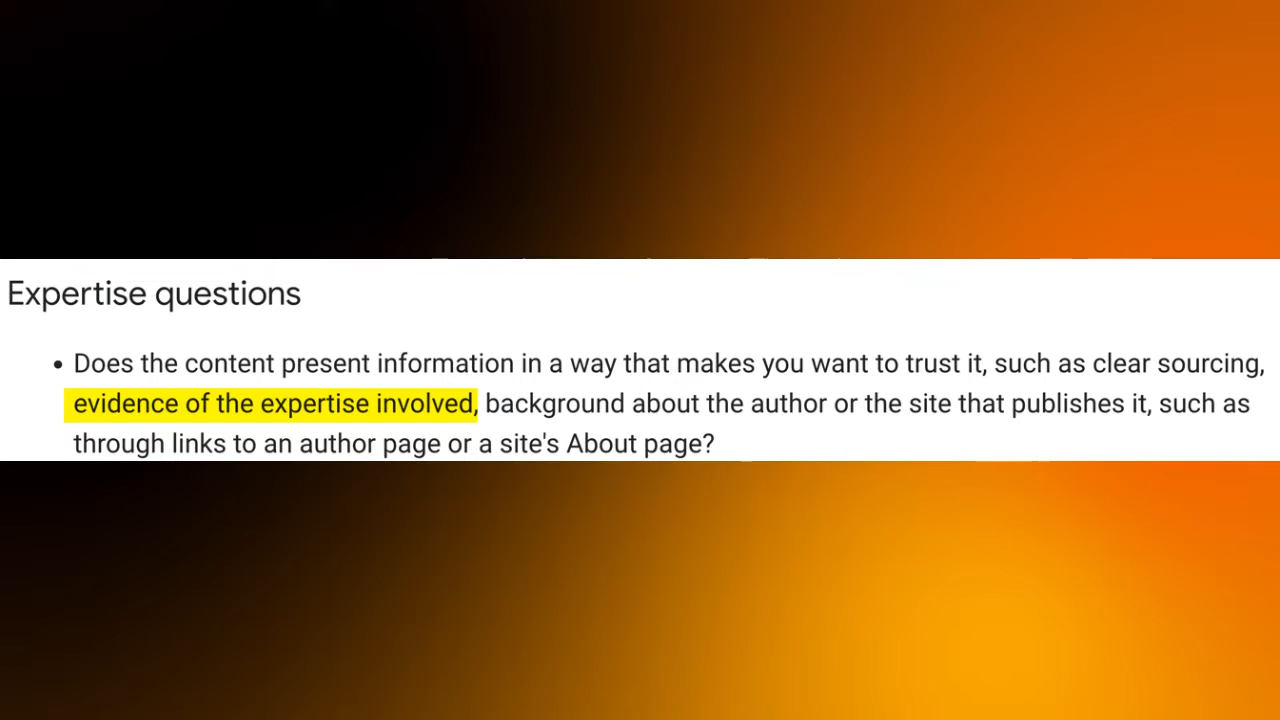 Expertise questions
• Does the content present information in a way that makes you want to trust it, such as clear sourcing,
evidence of the expertise involved, background about the author or the site that publishes it, such as
through links to an author page or a site's About page?